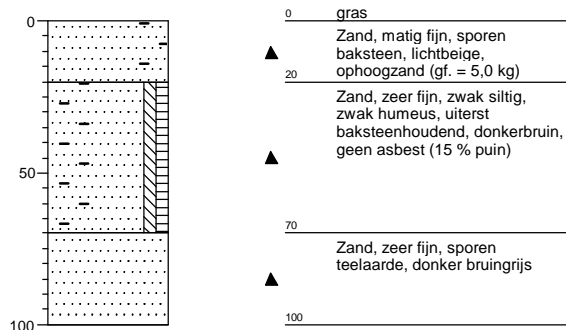 0
50
100
0
gras
Zand, matig fijn, sporen
baksteen, lichtbeige,
ophoogzand (gf. = 5,0 kg)
20
Zand, zeer fijn, zwak siltig,
zwak humeus, uiterst
baksteenhoudend, donkerbruin,
geen asbest (15 % puin)
70
Zand, zeer fijn, sporen
teelaarde, donker bruingrijs
100